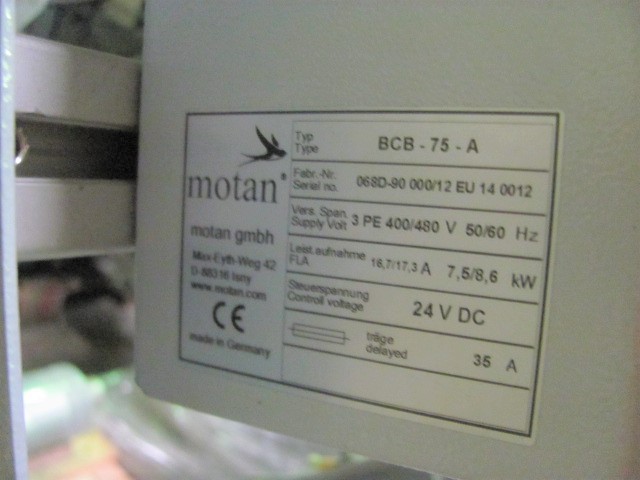 motan®
motan gmbh
Max-Eyth-Weg 42
D-88316 Isny
www.motan.com
CE
made in Germany
Typ
Type
BCB - 75 - A
Fabr.-Nr.
Serial no.
068D-90 000/12 EU 14 0012
Vers. Span.
Supply Volt
3 PE 400/480 V 50/60 Hz
Leist.aufnahme
FLA
16,7/17,3 A 7,5/8,6 kW
Steuerspannung
Control voltage
24 V DC
träge
delayed
35 A